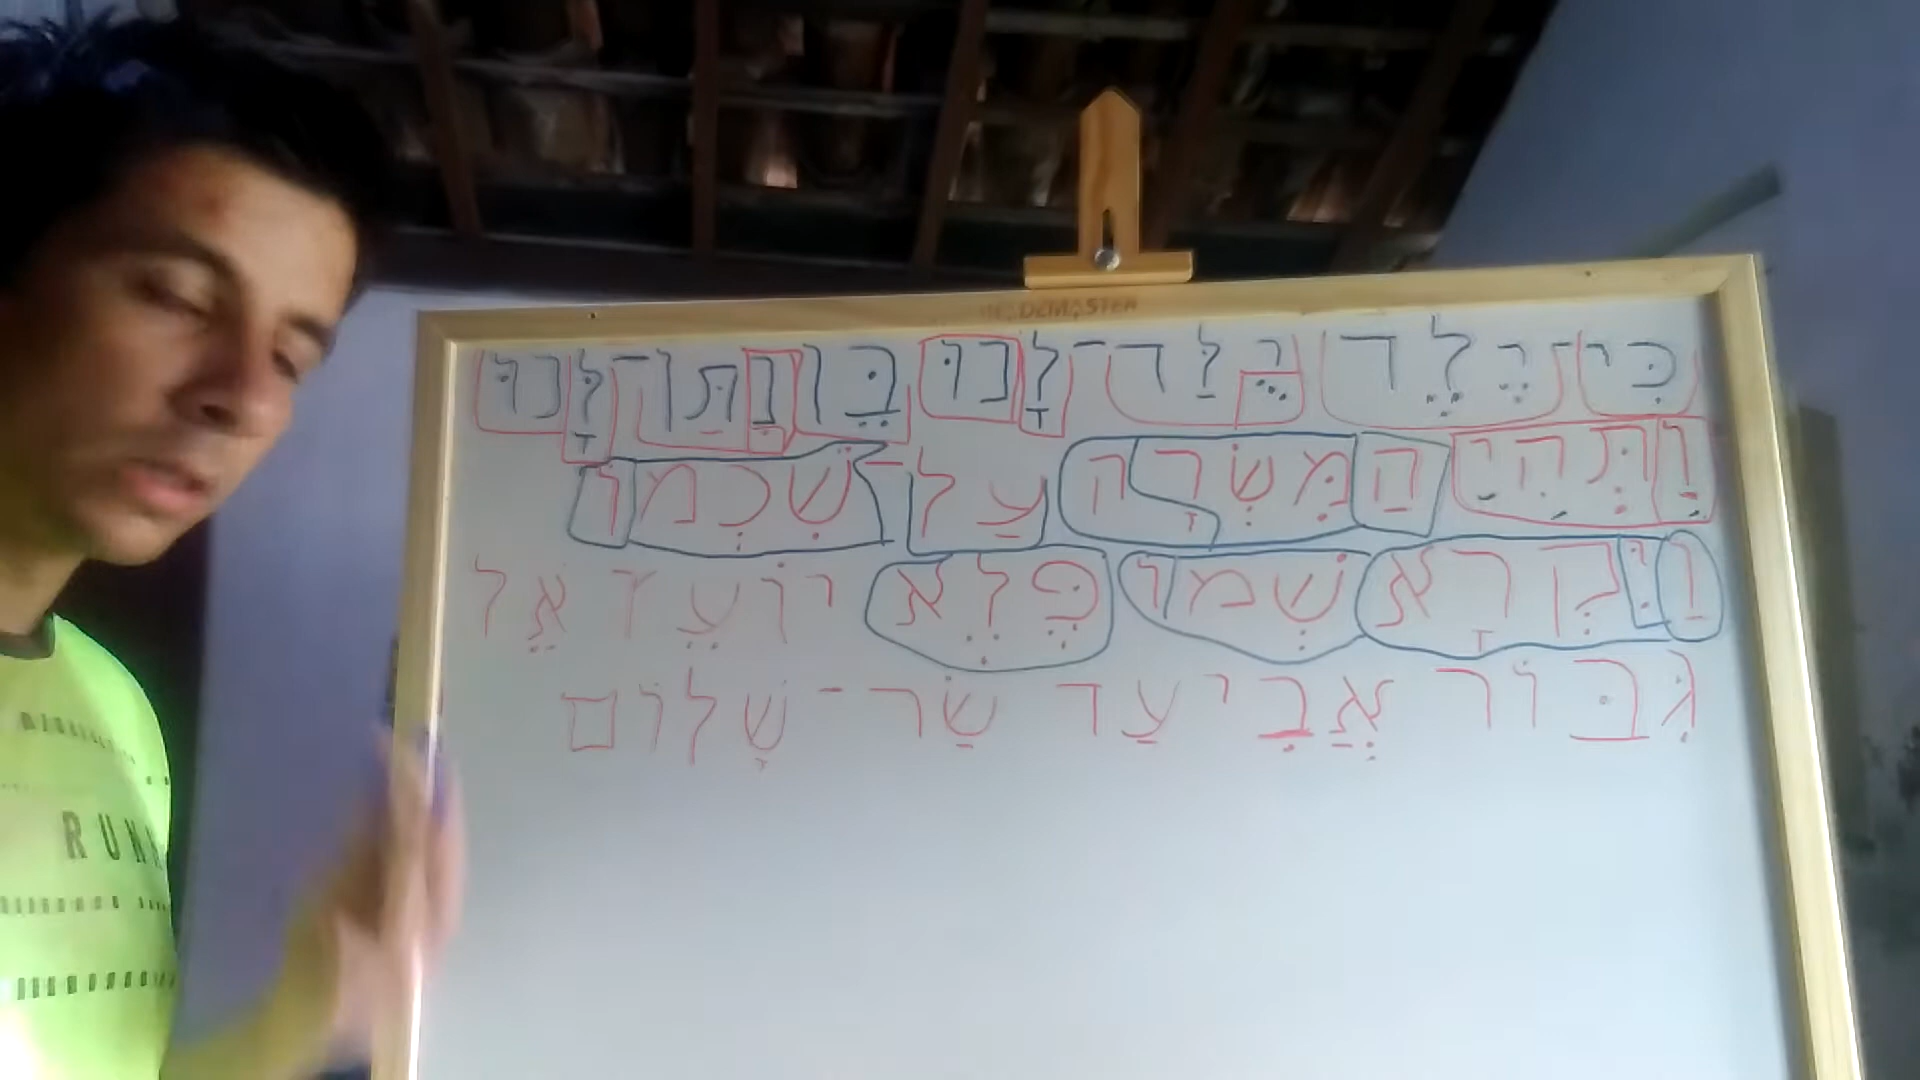 כִּי־יֶלֶד יֻלַּד־לָנוּ בֵּן נִתַּן־לָנוּ
וַתְּהִי הַמִּשְׂרָה עַל־שִׁכְמוֹ
וַיִּקְרָא שְׁמוֹ פֶּלֶא יוֹעֵץ אֵל
גִּבּוֹר אֲבִיעַד שַׂר־שָׁלוֹם